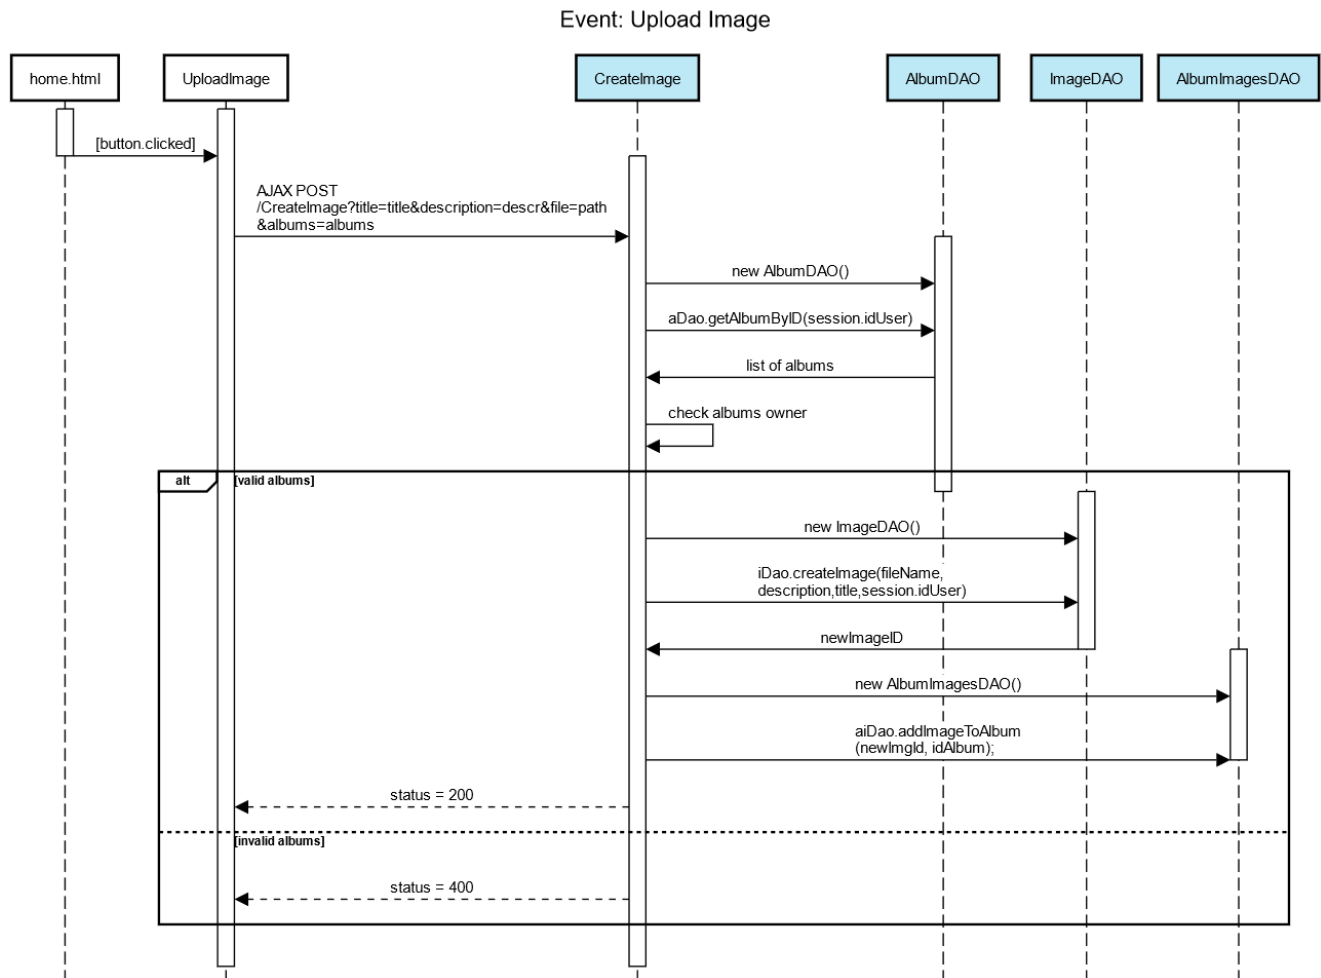 Event: Upload Image
home.html
UploadImage
CreateImage
AlbumDAO
ImageDAO
AlbumImagesDAO
[button.clicked]
AJAX POST
/CreateImage?title=title&description=descr&file=path
&albums=albums
new AlbumDAO()
aDao.getAlbumByID(session.idUser)
list of albums
check albums owner
alt
[valid albums]
new ImageDAO()
iDao.createImage(fileName,
description,title,session.idUser)
newImageID
new AlbumImagesDAO()
aiDao.addImageToAlbum
(newImgId, idAlbum);
status = 200
[invalid albums]
status = 400